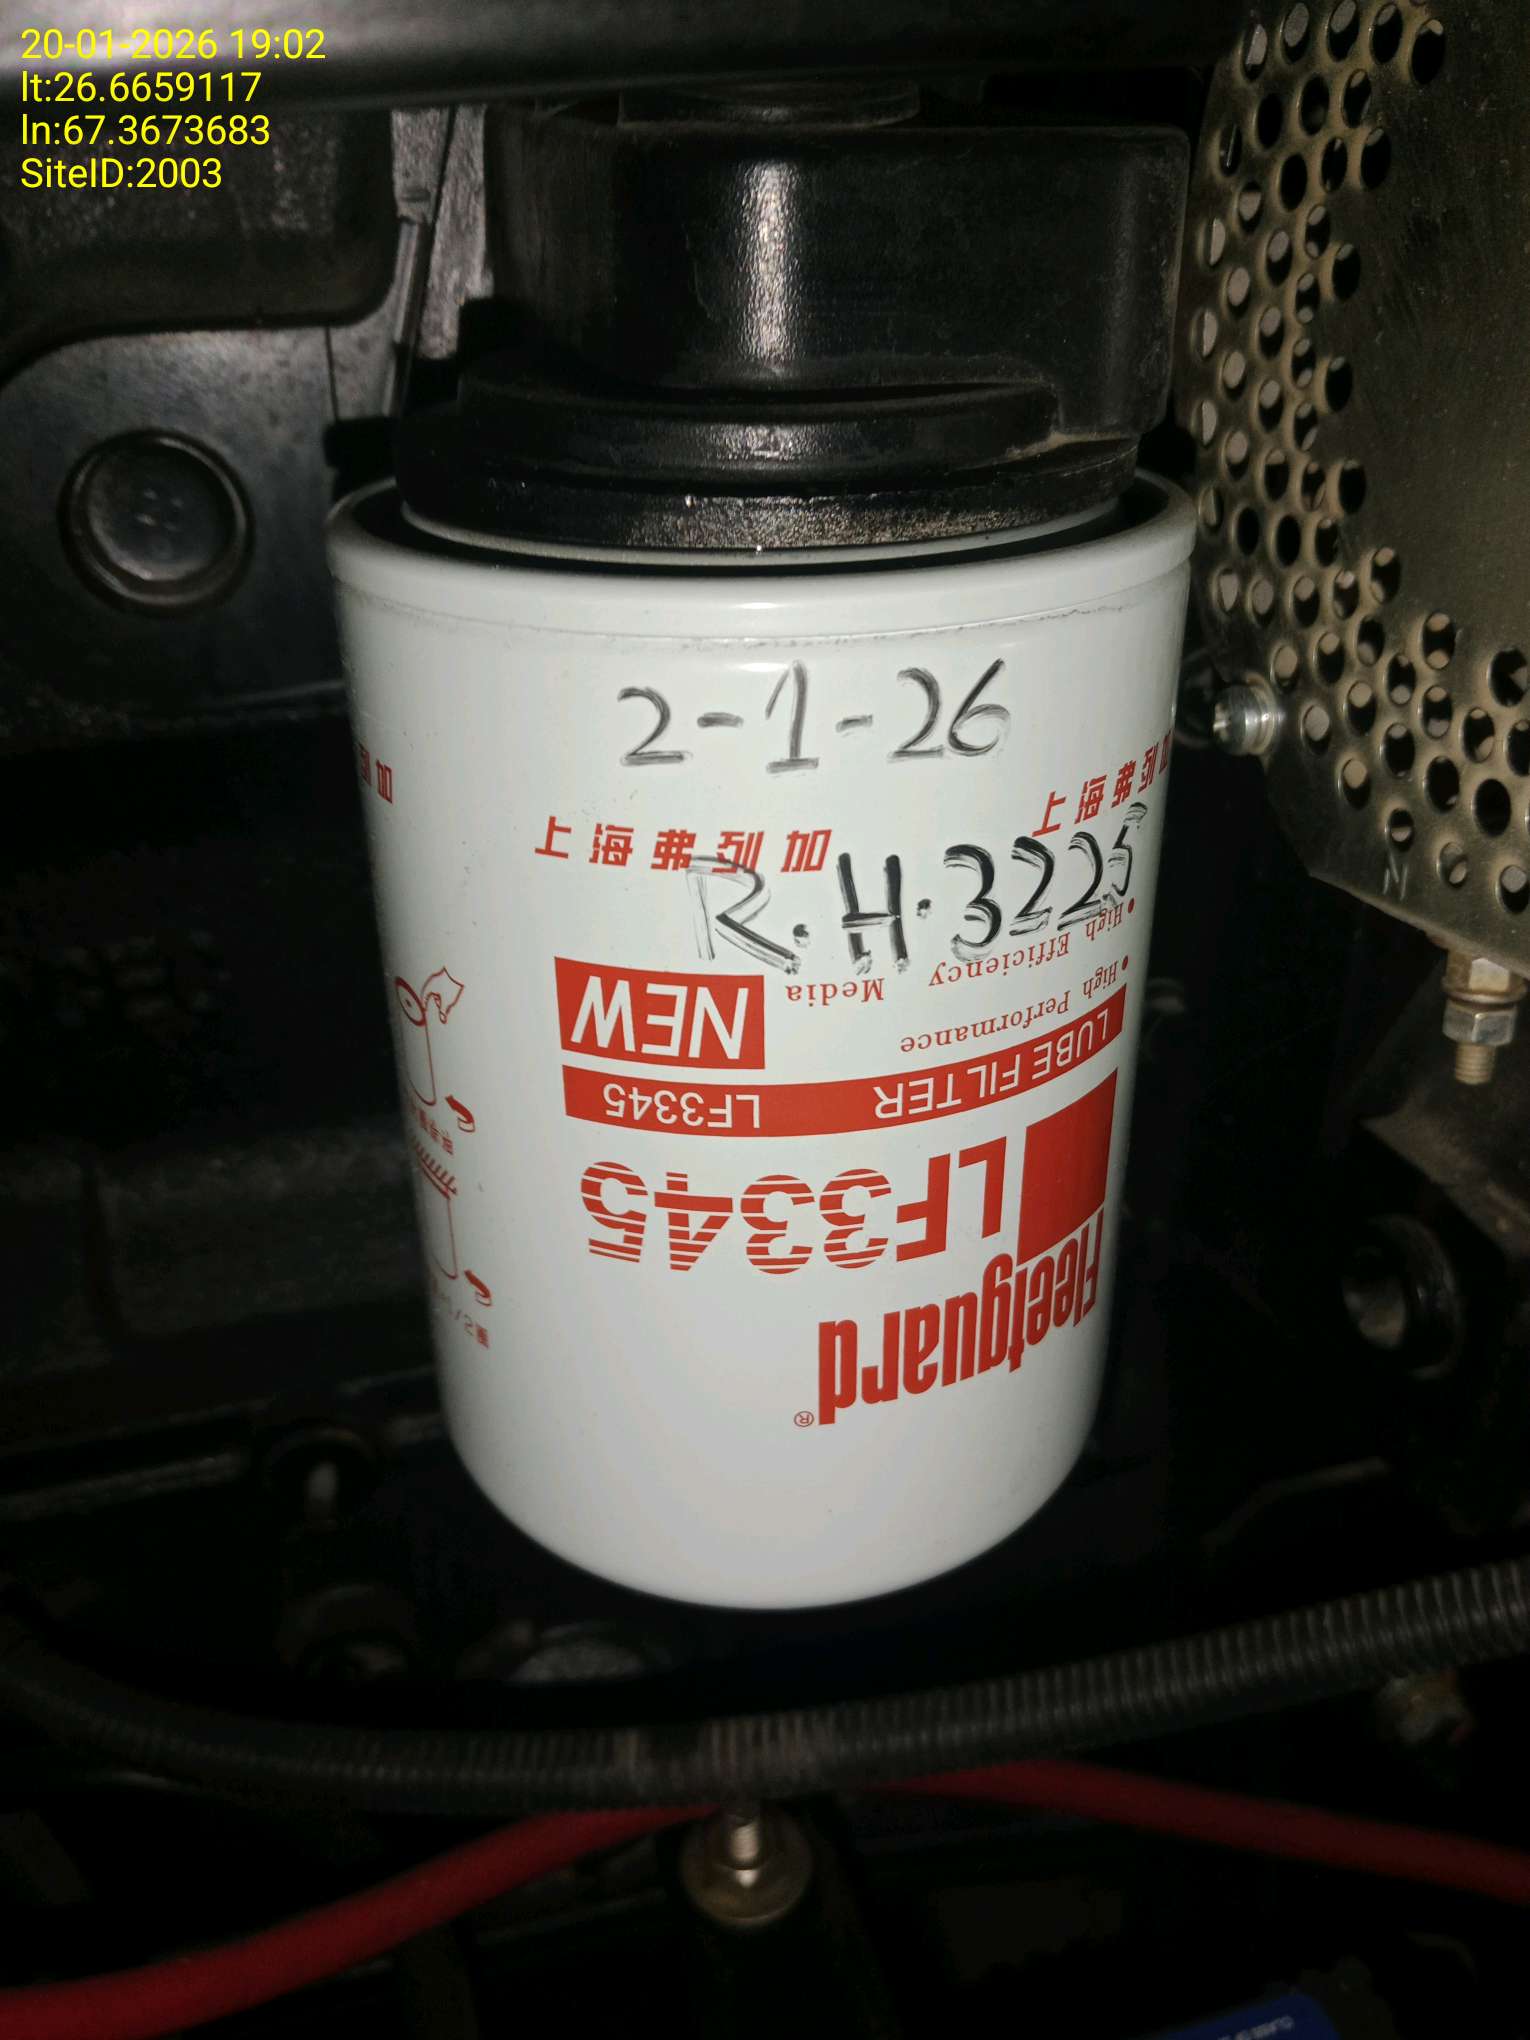 20-01-2026 19:02
lt:26.6659117
ln:67.3673683
SiteID:2003
2-1-26
上海弗列加
上海弗列
列加
R.H.3225
• High Efficiency Media
• High Performance
NEW
LUBE FILTER LF3345
LF3345
Fleetguard®